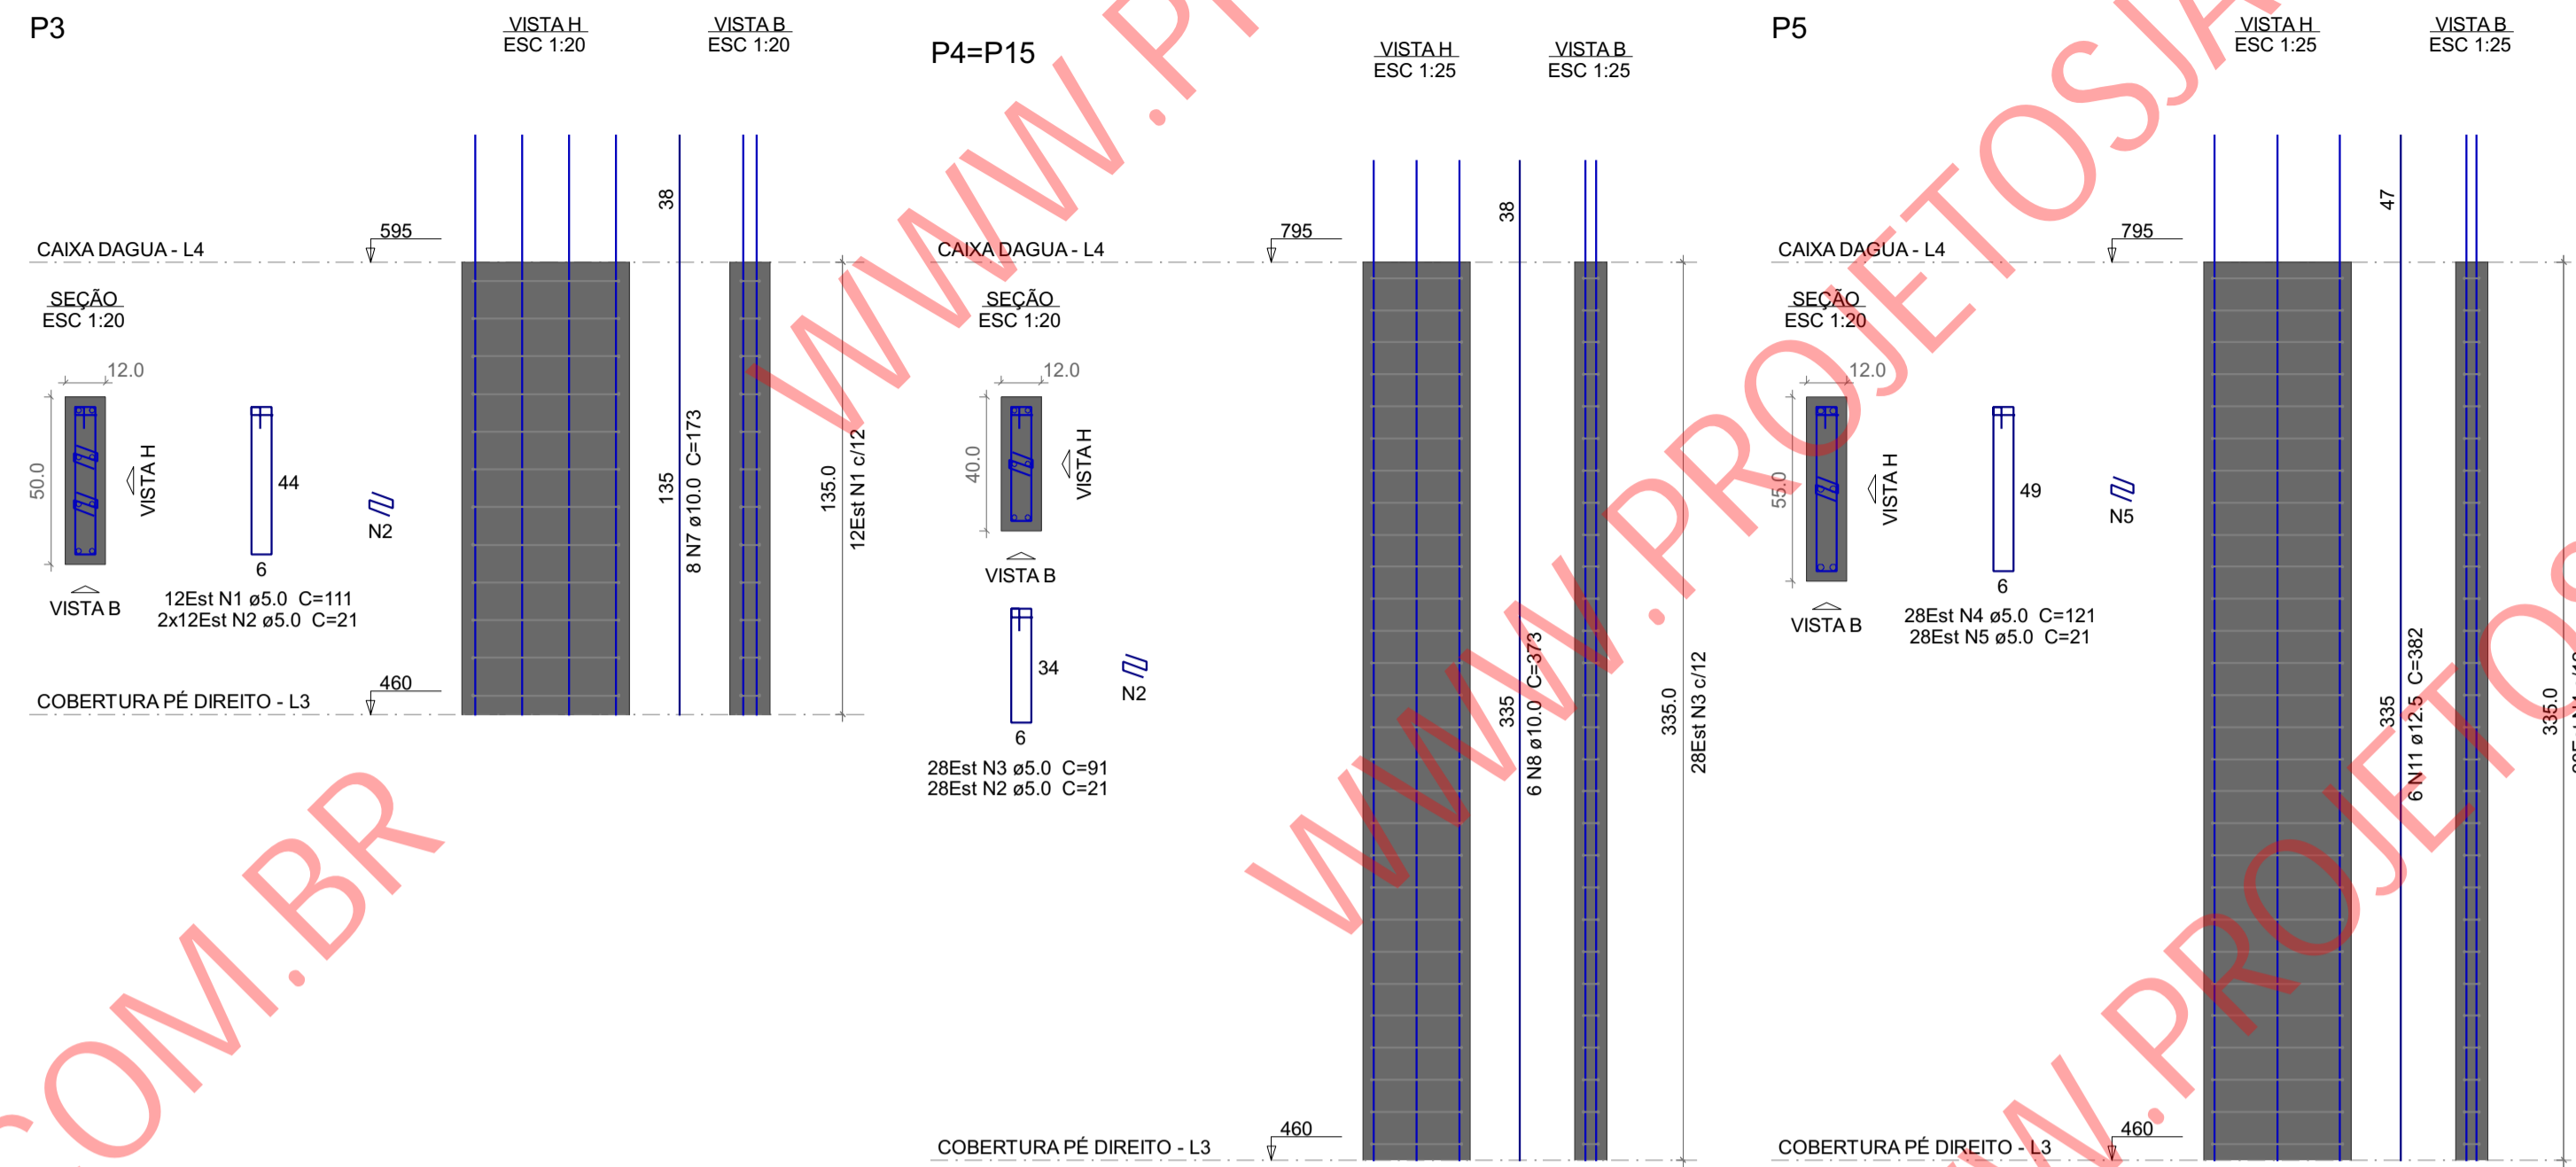 P3
VISTA H
ESC 1:20
VISTA B
ESC 1:20
CAIXA DAGUA - L4
595
SEÇÃO
ESC 1:20
12.0
50.0
VISTA H
VISTA B
44
6
N2
12Est N1 ø5.0 C=111
2x12Est N2 ø5.0 C=21
38
135
8 N7 ø10.0 C=173
135.0
12Est N1 c/12
COBERTURA PÉ DIREITO - L3
460
P4=P15
VISTA H
ESC 1:25
VISTA B
ESC 1:25
CAIXA DAGUA - L4
795
SEÇÃO
ESC 1:20
12.0
40.0
VISTA H
VISTA B
34
6
N2
28Est N3 ø5.0 C=91
28Est N2 ø5.0 C=21
38
335
6 N8 ø10.0 C=373
335.0
28Est N3 c/12
COBERTURA PÉ DIREITO - L3
460
P5
VISTA H
ESC 1:25
VISTA B
ESC 1:25
CAIXA DAGUA - L4
795
SEÇÃO
ESC 1:20
12.0
55.0
VISTA H
VISTA B
49
6
N5
28Est N4 ø5.0 C=121
28Est N5 ø5.0 C=21
47
335
6 N11 ø12.5 C=382
335.0
COBERTURA PÉ DIREITO - L3
460
WWW.PR
WWW.PROJETOSJA
W.PROJETOS
COM.BR